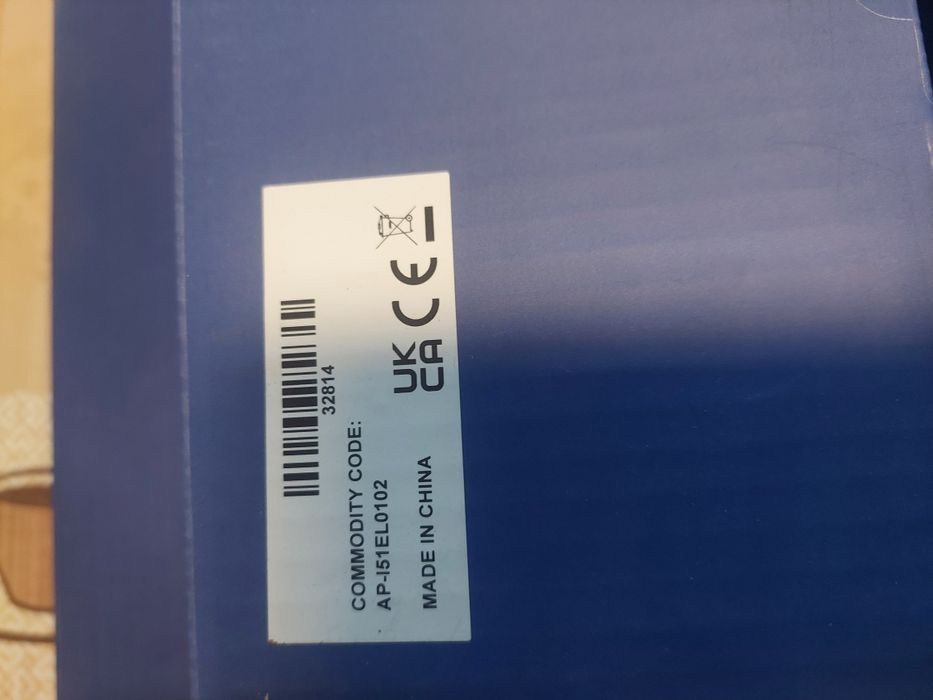 32814
COMMODITY CODE:
AP-I51EL0102
MADE IN CHINA
UK
CA
CE